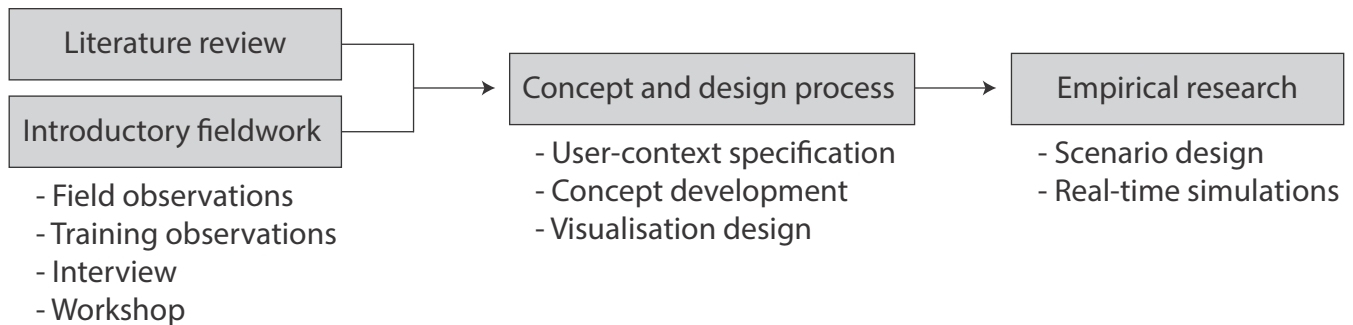 Literature review
Introductory fieldwork
- Field observations
- Training observations
- Interview
- Workshop
Concept and design process
- User-context specification
- Concept development
- Visualisation design
Empirical research
- Scenario design
- Real-time simulations